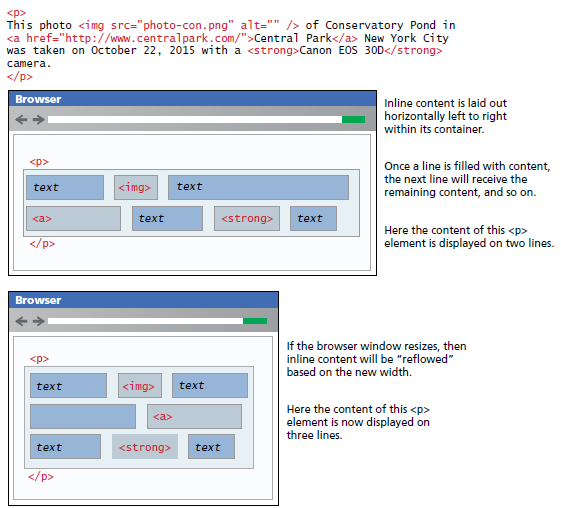 <p>
This photo <img src="photo-con.png" alt="" /> of Conservatory Pond in
<a href="http://www.centralpark.com/">Central Park</a> New York City
was taken on October 22, 2015 with a <strong>Canon EOS 30D</strong>
camera.
</p>
Browser
<p>
text <img> text
<a> text <strong> text
</p>
Inline content is laid out
horizontally left to right
within its container.
Once a line is filled with content,
the next line will receive the
remaining content, and so on.
Here the content of this <p>
element is displayed on two lines.
Browser
<p>
text <img> text
<a>
text <strong> text
</p>
If the browser window resizes, then
inline content will be “reflowed”
based on the new width.
Here the content of this <p>
element is now displayed on
three lines.